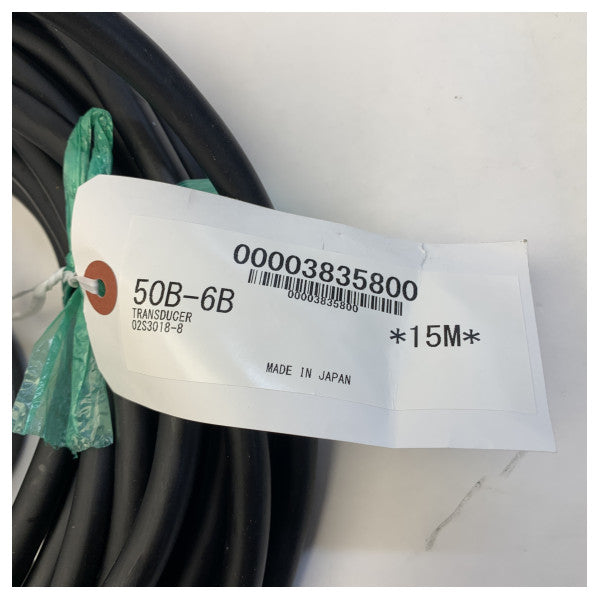 00003835800
00003835800
50B-6B
TRANSDUCER
02S3018-8
*15M*
MADE IN JAPAN